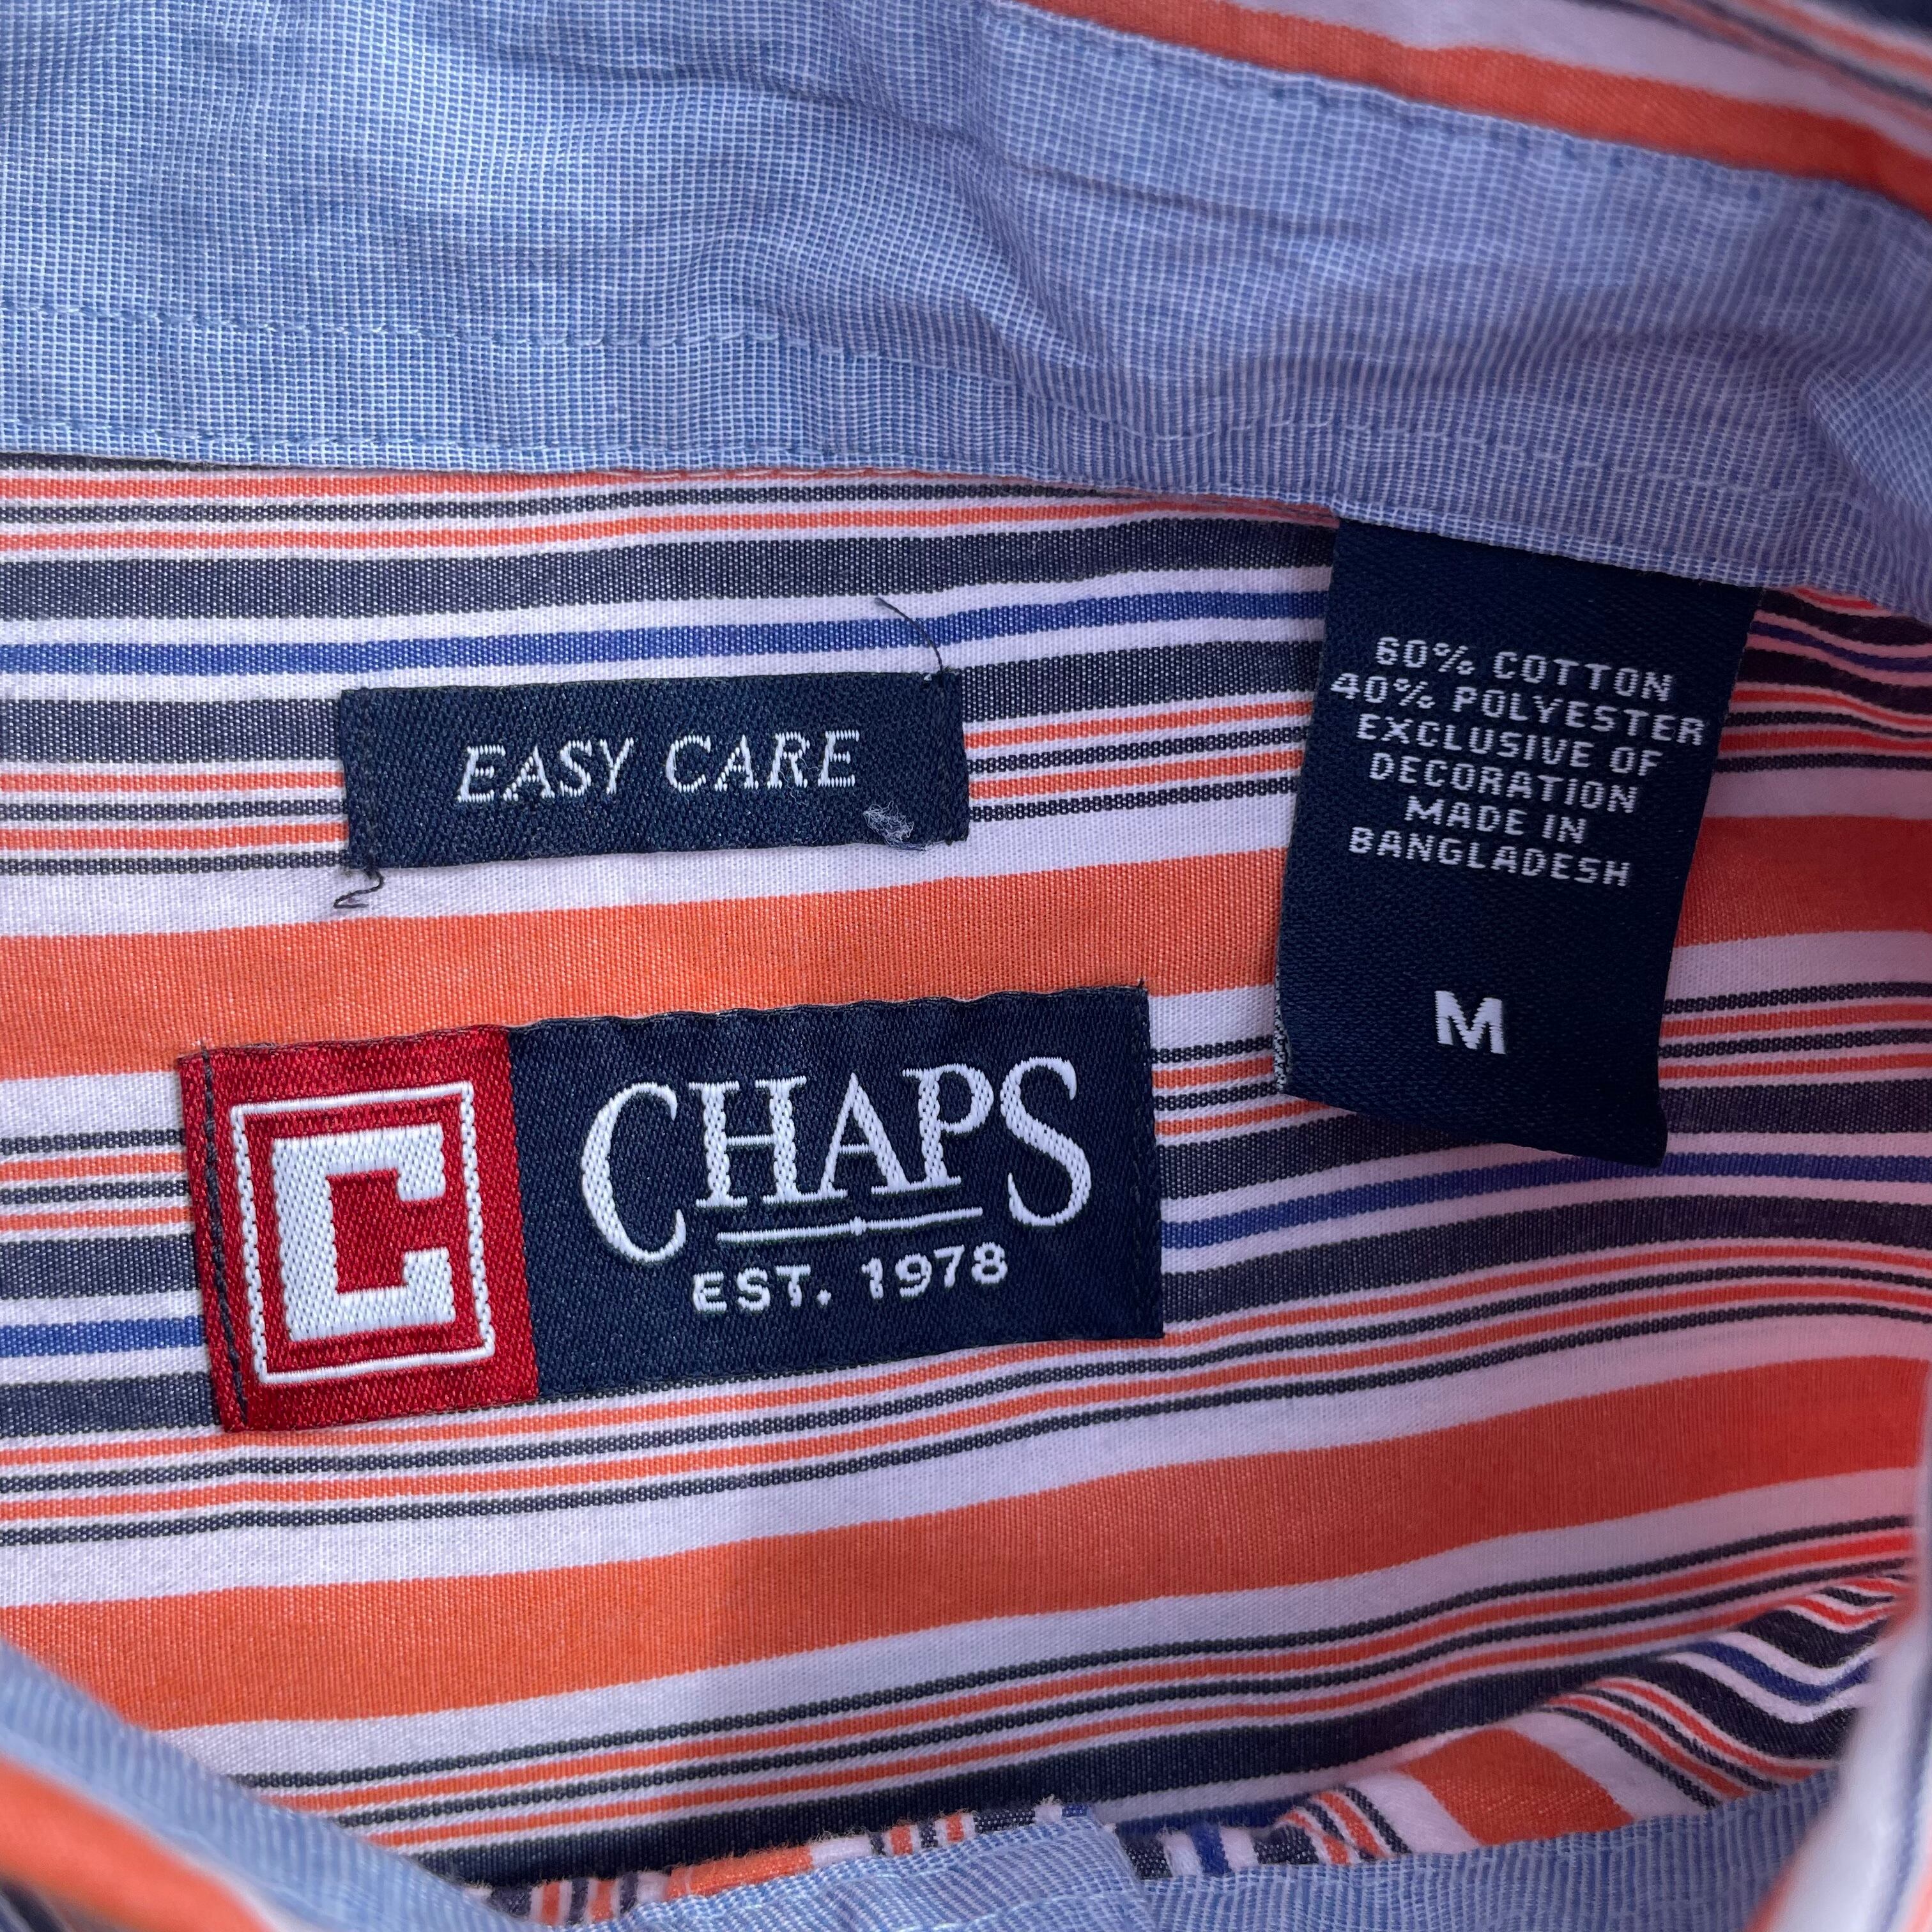 EASY CARE
60% COTTON
40% POLYESTER
EXCLUSIVE OF
DECORATION
MADE IN
BANGLADESH
M
C
CHAPS
EST. 1978